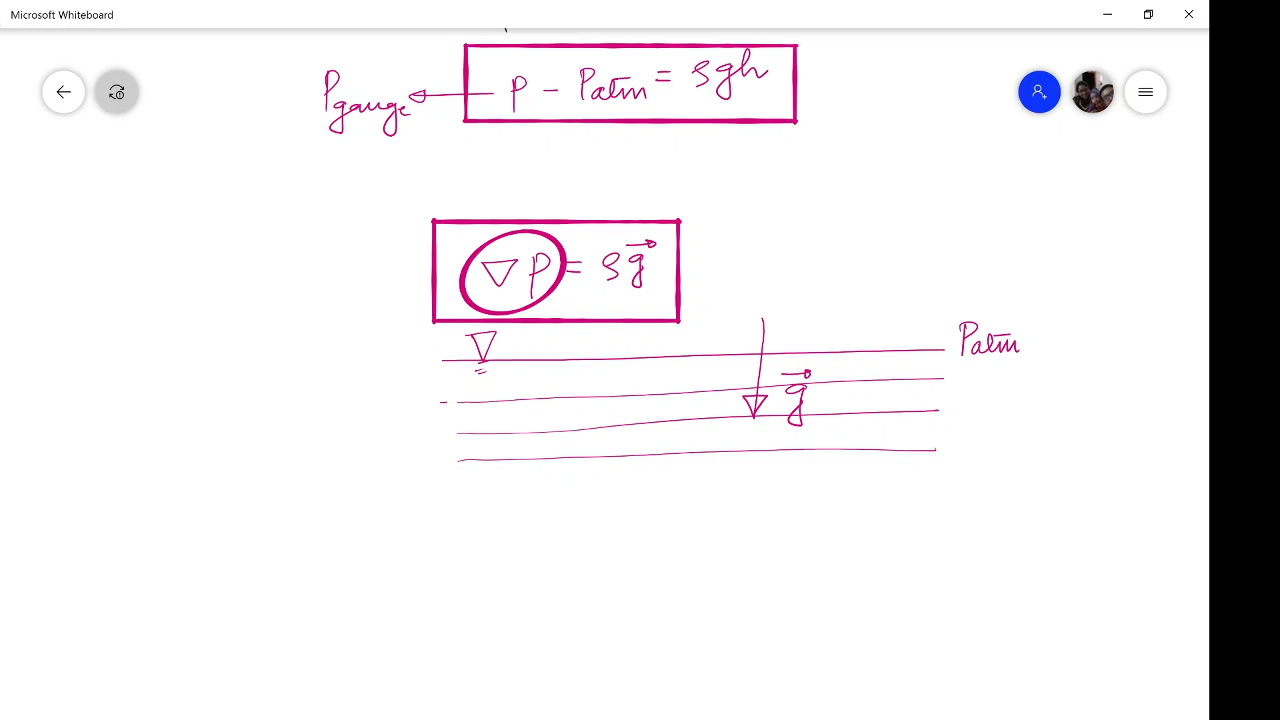 Microsoft Whiteboard
Pgauge ← p - Patm = ρgh
∇p = ρg⃗
Patm
g⃗